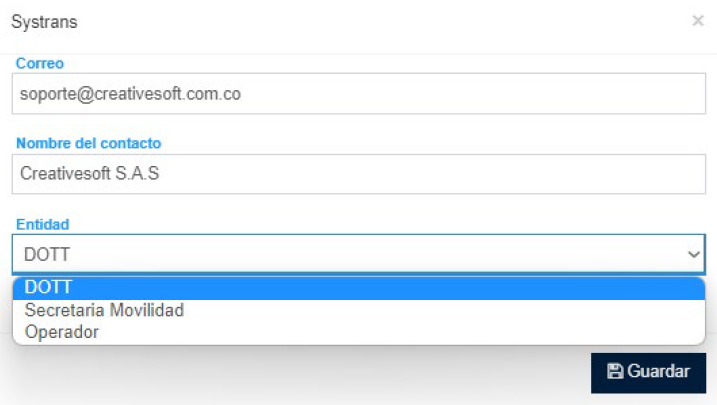 Systrans
×
Correo
soporte@creativesoft.com.co
Nombre del contacto
Creativesoft S.A.S
Entidad
DOTT
DOTT
Secretaria Movilidad
Operador
Guardar